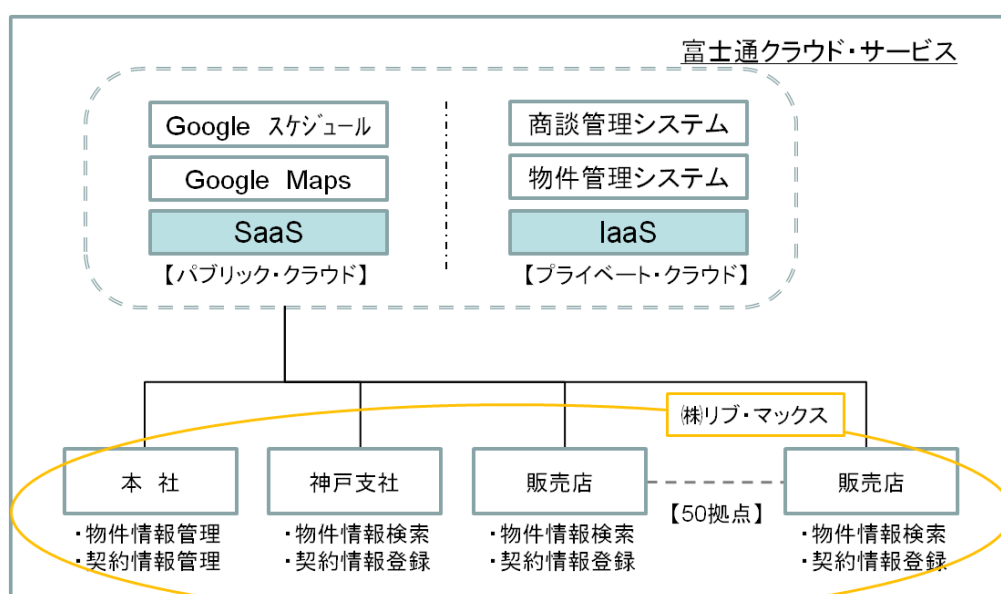 富士通クラウド・サービス
Google ｽｹｼﾞｭｰﾙ
商談管理システム
Google Maps
物件管理システム
SaaS
IaaS
【パブリック・クラウド】
【プライベート・クラウド】
㈱リブ・マックス
本 社
神戸支社
販売店
販売店
【50拠点】
・物件情報管理
・契約情報管理
・物件情報検索
・契約情報登録
・物件情報検索
・契約情報登録
・物件情報検索
・契約情報登録